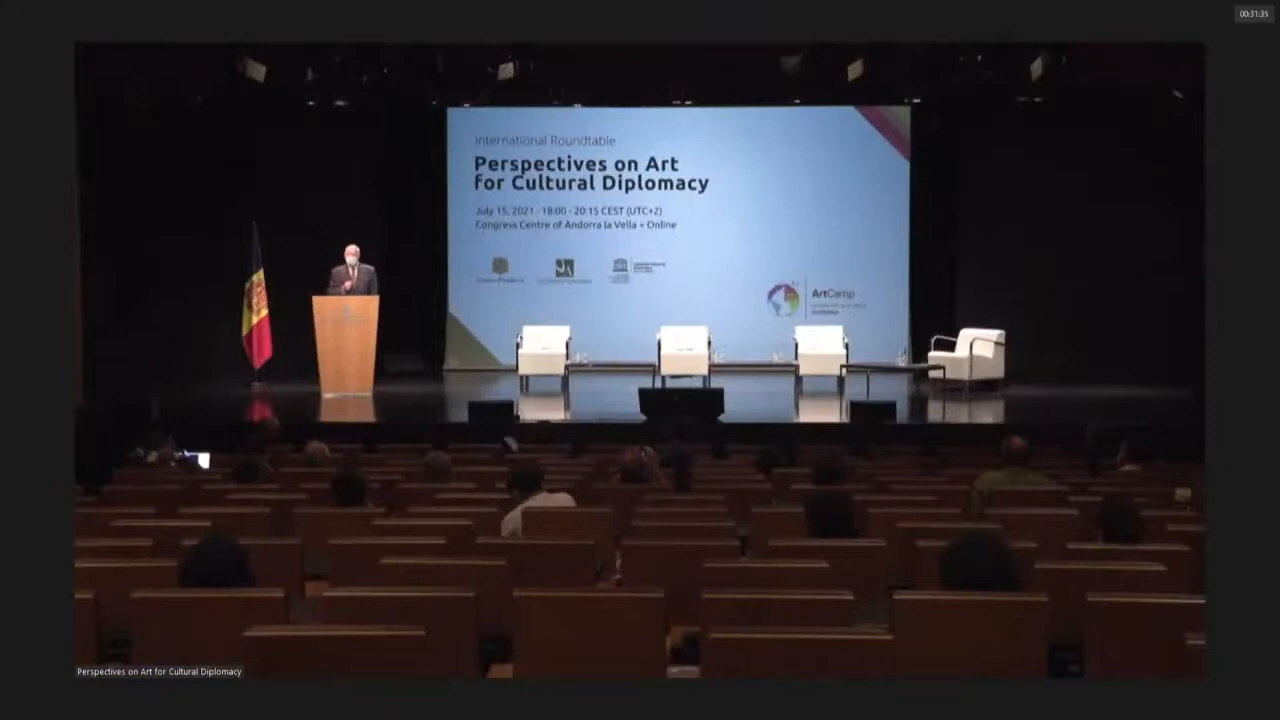 00:31:35
International Roundtable
Perspectives on Art
for Cultural Diplomacy
July 15, 2021 - 18:00 - 20:15 CEST (UTC+2)
Congress Centre of Andorra la Vella + Online
ArtCamp
Perspectives on Art for Cultural Diplomacy